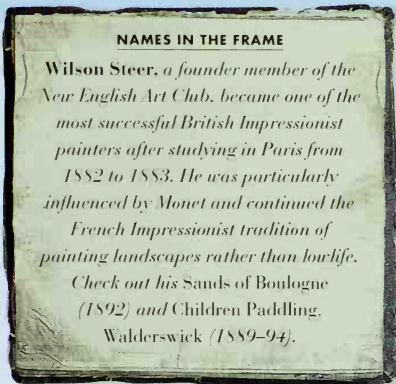 NAMES IN THE FRAME
Wilson Steer, a founder member of the
New English Art Club, became one of the
most successful British Impressionist
painters after studying in Paris from
1882 to 1883. He was particularly
influenced by Monet and continued the
French Impressionist tradition of
painting landscapes rather than lowlife.
Check out his Sands of Boulogne
(1892) and Children Paddling,
Walderswick (1889–94).